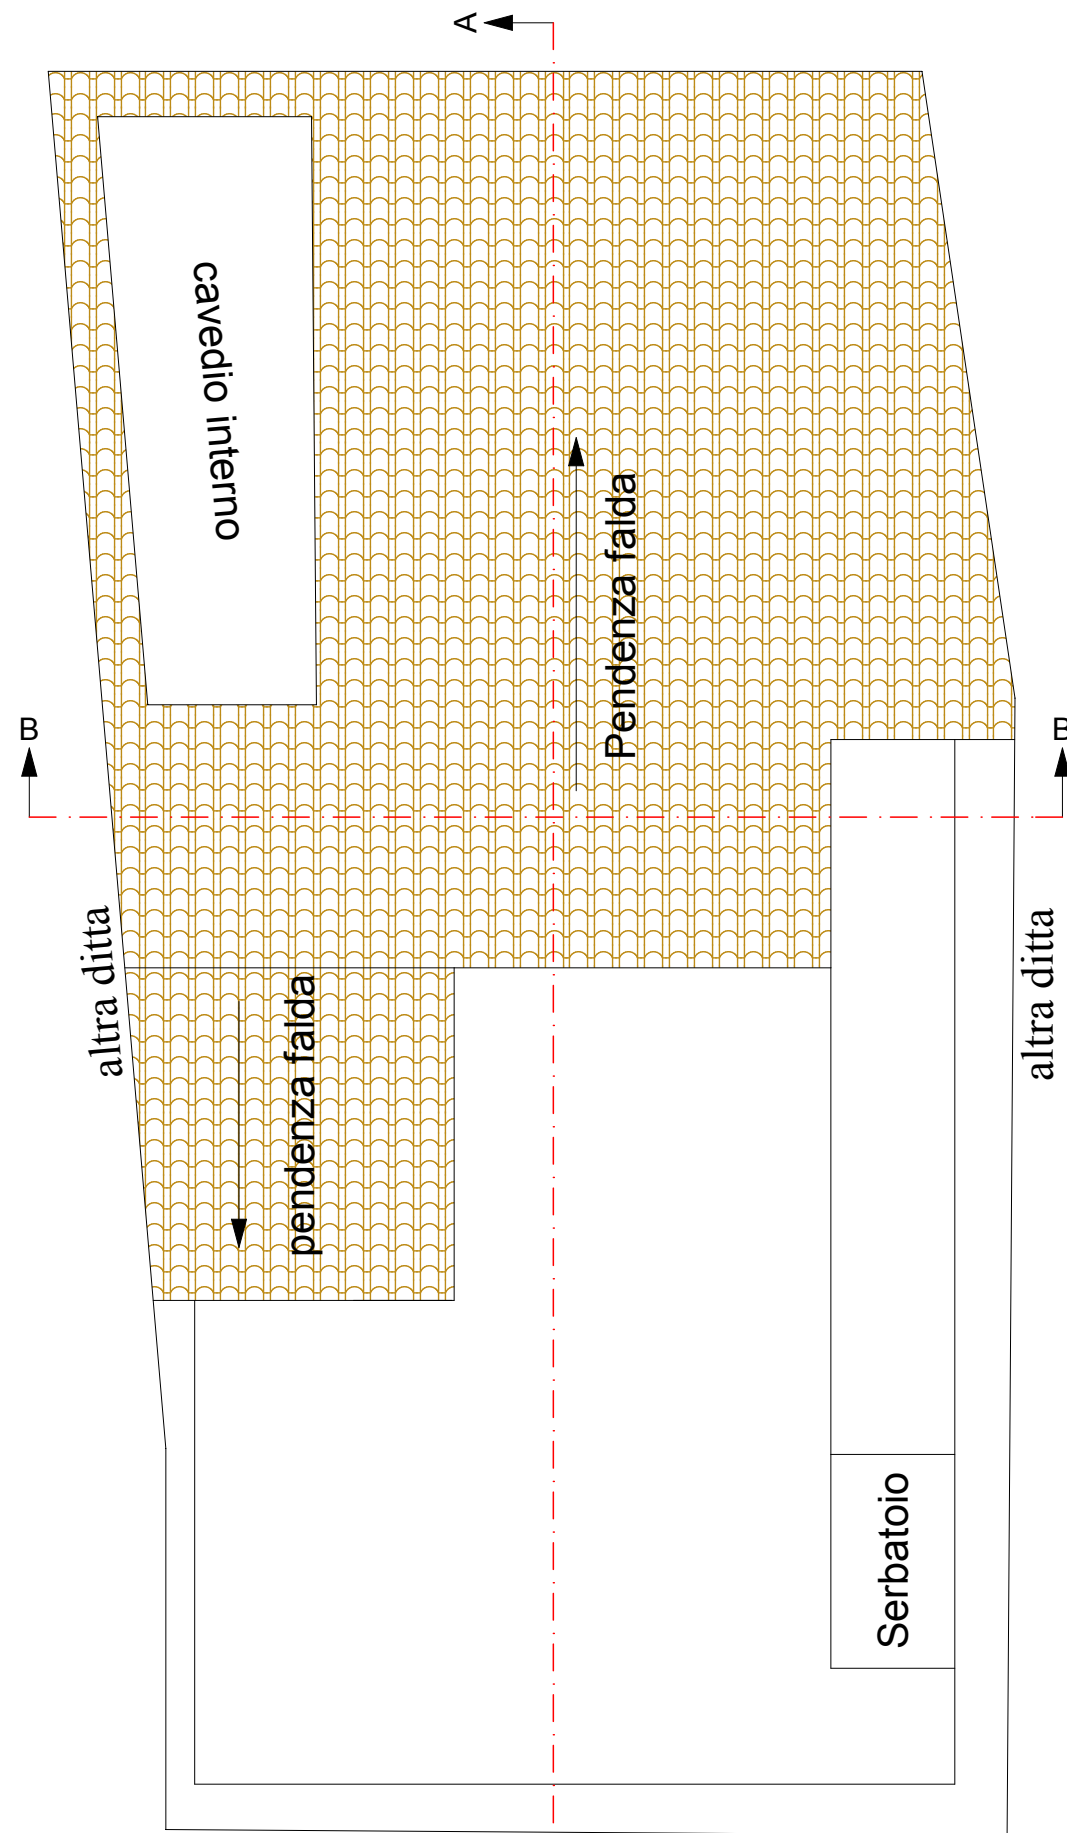 A
cavedio interno
Pendenza falda
B
B
altra ditta
altra ditta
pendenza falda
Serbatoio